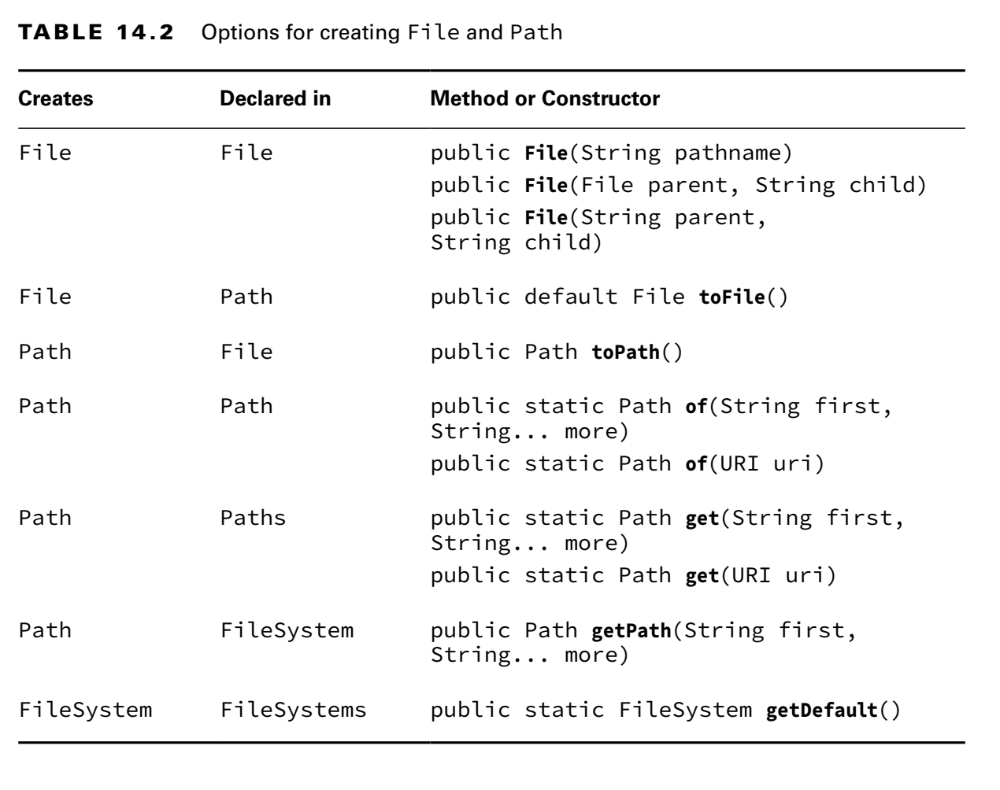 TABLE 14.2 Options for creating File and Path
Creates Declared in Method or Constructor
File File public File(String pathname)
public File(File parent, String child)
public File(String parent,
String child)
File Path public default File toFile()
Path File public Path toPath()
Path Path public static Path of(String first,
String... more)
public static Path of(URI uri)
Path Paths public static Path get(String first,
String... more)
public static Path get(URI uri)
Path FileSystem public Path getPath(String first,
String... more)
FileSystem FileSystems public static FileSystem getDefault()